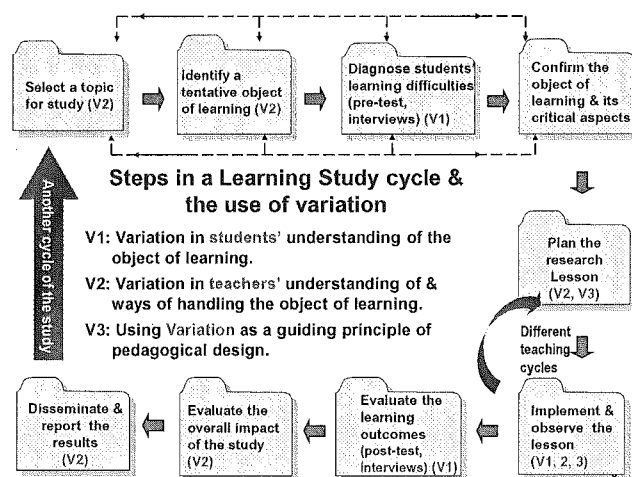 Select a topic
for study (V2)
Identify a
tentative object
of learning (V2)
Diagnose students'
learning difficulties
(pre-test,
interviews) (V1)
Confirm the
object of
learning & its
critical aspects
Steps in a Learning Study cycle &
the use of variation
V1: Variation in students' understanding of the
object of learning.
V2: Variation in teachers' understanding of &
ways of handling the object of learning.
V3: Using Variation as a guiding principle of
pedagogical design.
Another cycle of the study
Plan the
research
Lesson
(V2, V3)
Different
teaching
cycles
Implement &
observe the
lesson
(V1, 2, 3)
Evaluate the
learning
outcomes
(post-test,
interviews) (V1)
Evaluate the
overall impact
of the study
(V2)
Disseminate &
report the
results
(V2)